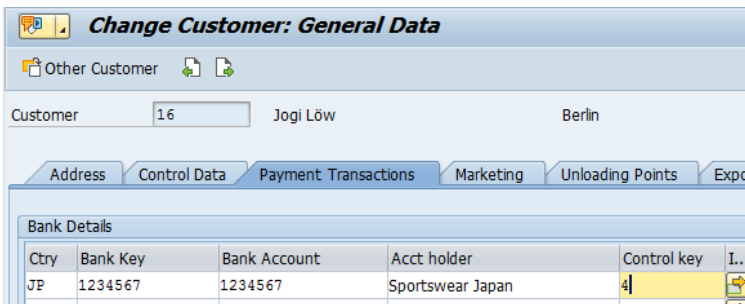 Change Customer: General Data
Other Customer
Customer 16 Jogi Löw Berlin
Address Control Data Payment Transactions Marketing Unloading Points Expo
Bank Details
Ctry Bank Key Bank Account Acct holder Control key I..
JP 1234567 1234567 Sportswear Japan 4